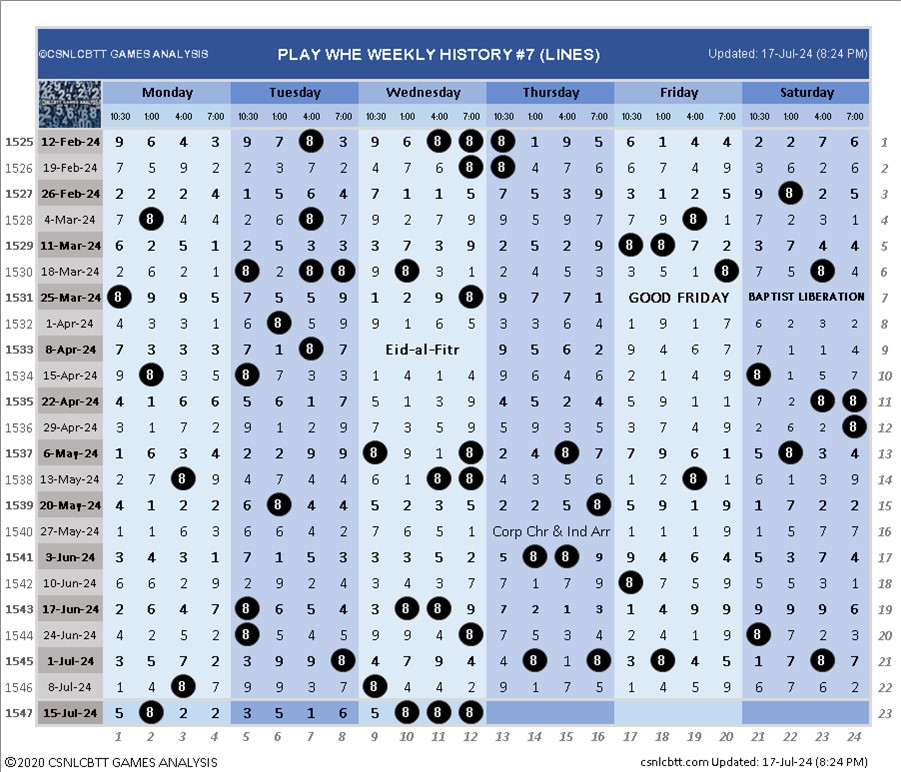 ©CSNLCBTT GAMES ANALYSIS PLAY WHE WEEKLY HISTORY #7 (LINES) Updated: 17-Jul-24 (8:24 PM)
Monday Tuesday Wednesday Thursday Friday Saturday
10:30 1:00 4:00 7:00 10:30 1:00 4:00 7:00 10:30 1:00 4:00 7:00 10:30 1:00 4:00 7:00 10:30 1:00 4:00 7:00 10:30 1:00 4:00 7:00
1525 12-Feb-24 9 6 4 3 9 7 8 3 9 6 8 8 8 1 9 5 6 1 4 4 2 2 7 6 1
1526 19-Feb-24 7 5 9 2 2 3 7 2 4 7 6 8 8 4 7 6 6 7 4 9 3 6 2 6 2
1527 26-Feb-24 2 2 2 4 1 5 6 4 7 1 1 5 7 5 3 9 3 1 2 5 9 8 2 5 3
1528 4-Mar-24 7 8 4 4 2 6 8 7 9 2 7 9 9 5 9 7 7 9 8 1 7 2 3 1 4
1529 11-Mar-24 6 2 5 1 2 5 3 3 3 7 3 9 2 5 2 9 8 8 7 2 3 7 4 4 5
1530 18-Mar-24 2 6 2 1 8 2 8 8 9 8 3 1 2 4 5 3 3 5 1 8 7 5 8 4 6
1531 25-Mar-24 8 9 9 5 7 5 5 9 1 2 9 8 9 7 7 1 GOOD FRIDAY BAPTIST LIBERATION 7
1532 1-Apr-24 4 3 3 1 6 8 5 9 9 1 6 5 3 3 6 4 1 9 1 7 6 2 3 2 8
1533 8-Apr-24 7 3 3 3 7 1 8 7 Eid-al-Fitr 9 5 6 2 9 4 6 7 7 1 1 4 9
1534 15-Apr-24 9 8 3 5 8 7 3 3 1 4 1 4 9 6 4 6 2 1 4 9 8 1 5 7 10
1535 22-Apr-24 4 1 6 6 5 6 1 7 5 1 3 9 4 5 2 4 5 9 1 1 7 2 8 8 11
1536 29-Apr-24 3 1 7 2 9 1 2 9 7 3 5 9 5 9 3 5 3 7 4 9 2 6 2 8 12
1537 6-May-24 1 6 3 4 2 2 9 9 8 9 1 8 2 4 8 7 7 9 6 1 5 8 3 4 13
1538 13-May-24 2 7 8 9 4 7 4 4 1 6 8 8 4 3 5 6 1 2 8 1 6 1 3 9 14
1539 20-May-24 4 1 2 2 6 8 4 4 5 2 3 5 2 2 5 8 5 9 1 9 1 7 2 2 15
1540 27-May-24 1 1 6 3 6 6 4 2 7 6 5 1 Corp Chr & Ind Arr 1 1 1 9 1 5 7 7 16
1541 3-Jun-24 3 4 3 1 7 1 5 3 3 3 5 2 5 8 8 9 9 4 6 4 5 3 7 4 17
1542 10-Jun-24 6 6 2 9 2 9 2 4 3 4 3 7 7 1 7 9 8 7 5 9 5 5 3 1 18
1543 17-Jun-24 2 6 4 7 8 6 5 4 3 8 8 9 7 2 1 3 1 4 9 9 9 9 9 6 19
1544 24-Jun-24 4 2 5 2 8 5 4 5 9 9 4 8 7 5 3 5 2 4 1 9 8 7 2 3 20
1545 1-Jul-24 3 5 7 2 3 9 9 8 4 7 9 4 4 8 1 8 3 8 4 5 1 7 8 7 21
1546 8-Jul-24 1 4 8 7 9 9 3 7 8 4 4 2 9 1 7 5 1 4 5 9 6 7 6 2 22
1547 15-Jul-24 5 8 2 2 3 5 1 6 5 8 8 8 23
1 2 3 4 5 6 7 8 9 10 11 12 13 14 15 16 17 18 19 20 21 22 23 24
©2020 CSNLCBTT GAMES ANALYSIS csnlcbtt.com Updated: 17-Jul-24 (8:24 PM)